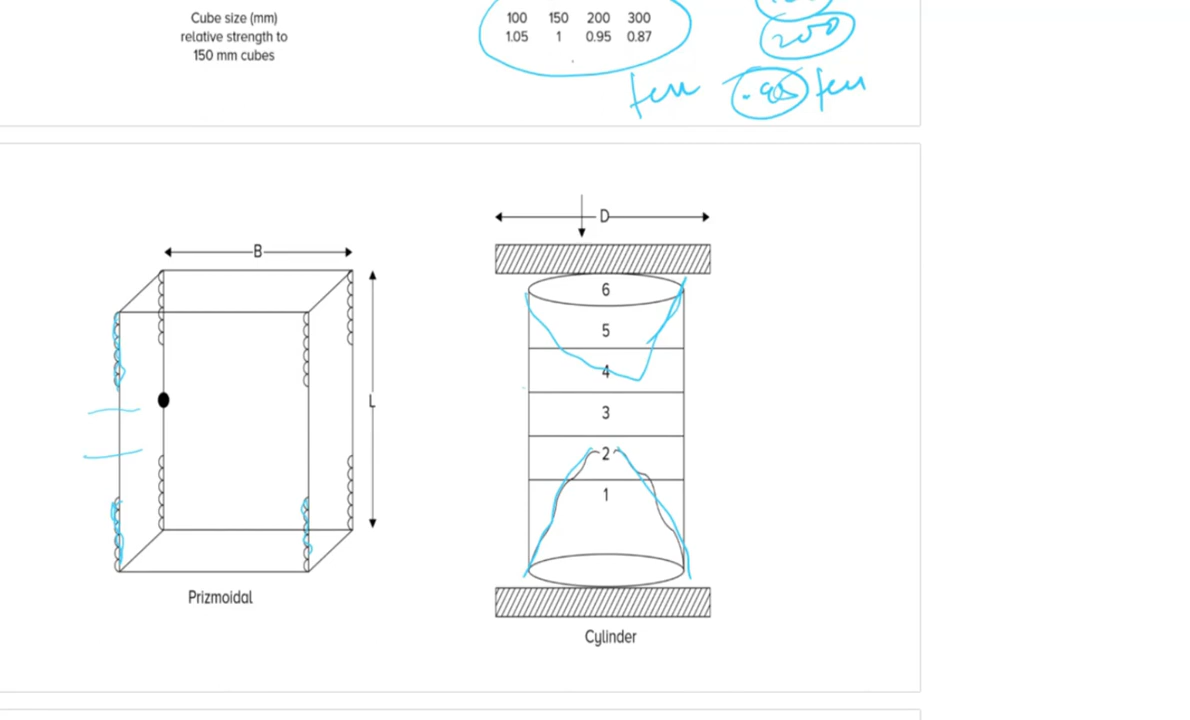 Cube size (mm)
relative strength to
150 mm cubes
100 150 200 300
1.05 1 0.95 0.87
200
fcu .95 fcu
B
L
Prizmoidal
D
6
5
4
3
2
1
Cylinder